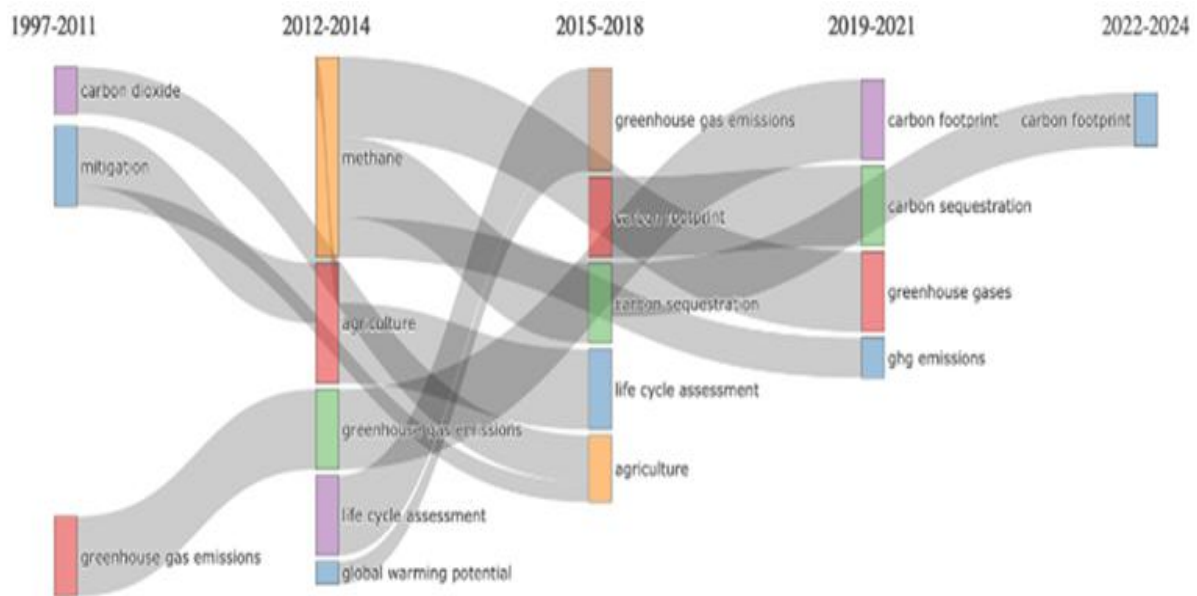 1997-2011 2012-2014 2015-2018 2019-2021 2022-2024
carbon dioxide
mitigation
greenhouse gas emissions
methane
agriculture
greenhouse gas emissions
life cycle assessment
global warming potential
greenhouse gas emissions
carbon footprint
carbon sequestration
life cycle assessment
agriculture
carbon footprint
carbon sequestration
greenhouse gases
ghg emissions
carbon footprint